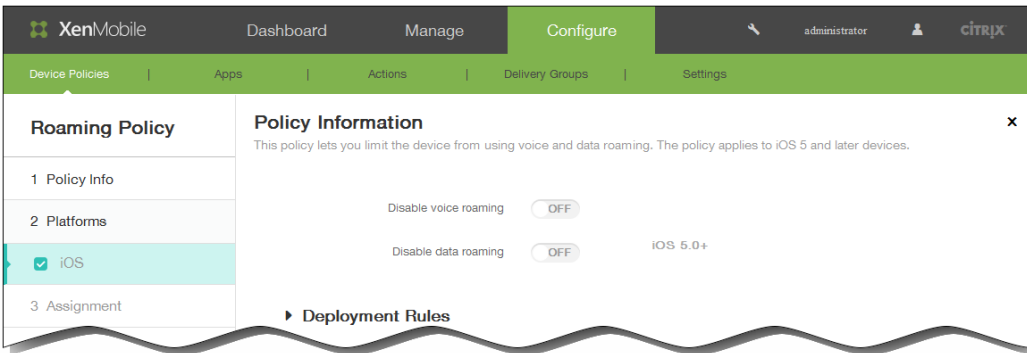 XenMobile Dashboard Manage Configure administrator CITRIX
Device Policies | Apps | Actions | Delivery Groups | Settings
Roaming Policy
1 Policy Info
2 Platforms
iOS
3 Assignment
Policy Information
This policy lets you limit the device from using voice and data roaming. The policy applies to iOS 5 and later devices.
Disable voice roaming OFF
Disable data roaming OFF iOS 5.0+
Deployment Rules